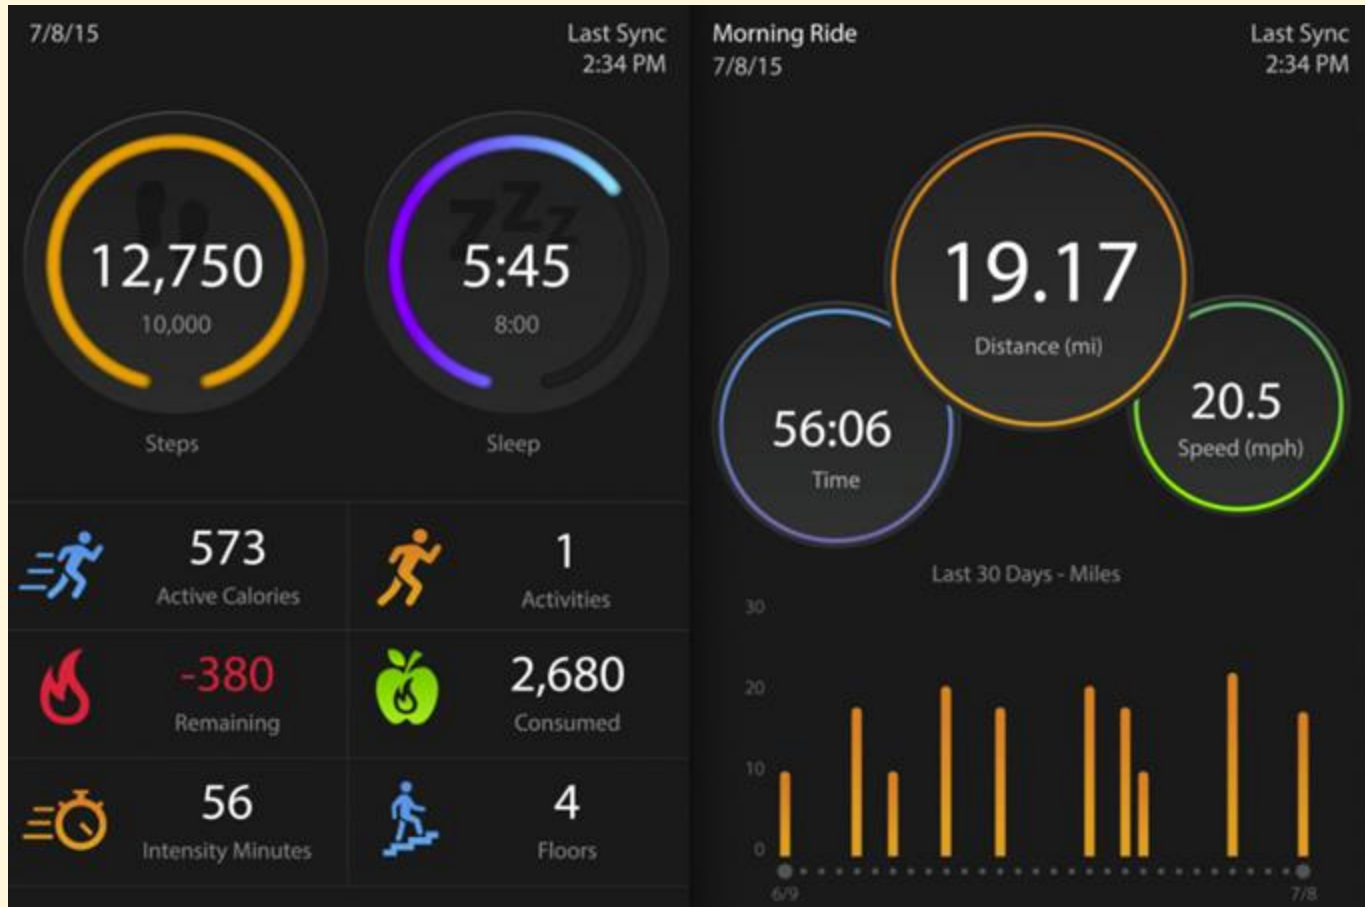 7/8/15
Last Sync
2:34 PM
zzz
12,750
10,000
Steps
5:45
8:00
Sleep
573
Active Calories
1
Activities
-380
Remaining
2,680
Consumed
56
Intensity Minutes
4
Floors
Morning Ride
7/8/15
Last Sync
2:34 PM
19.17
Distance (mi)
56:06
Time
20.5
Speed (mph)
Last 30 Days - Miles
30
20
10
0
6/9
7/8